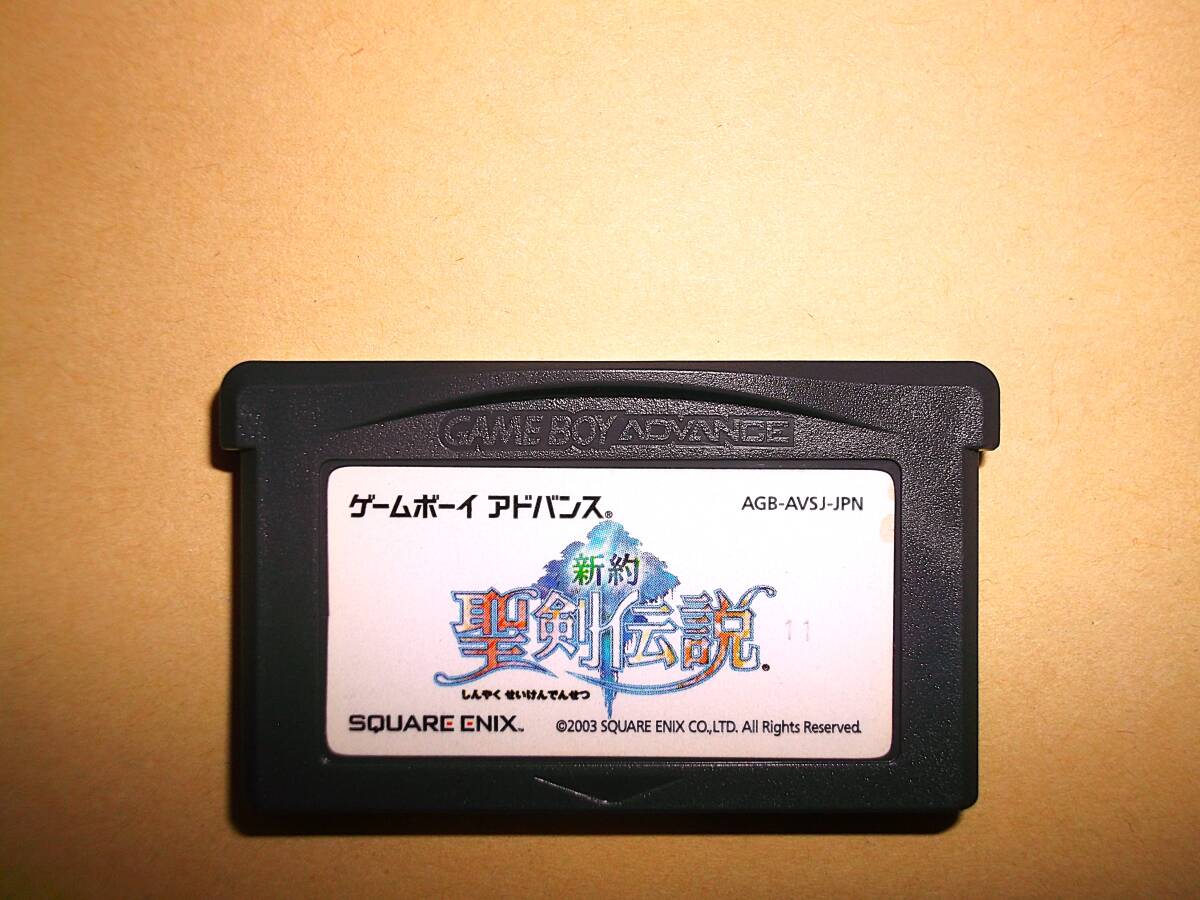 GAME BOY ADVANCE
ゲームボーイ アドバンス®
AGB-AVSJ-JPN
新約
聖剣伝説®
11
しんやく せいけんでんせつ
SQUARE ENIX™
©2003 SQUARE ENIX CO.,LTD. All Rights Reserved.